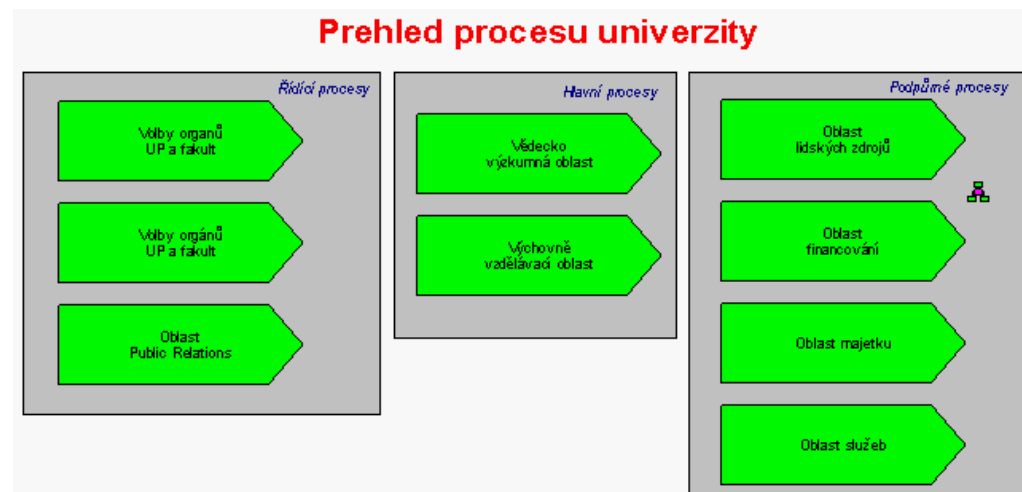 Prehled procesu univerzity
Řídící procesy
Volby organů
UP a fakult
Volby orgánů
UP a fakult
Oblast
Public Relations
Hlavní procesy
Vědecko
výzkumná oblast
Výchovně
vzdělávací oblast
Podpůrné procesy
Oblast
lidských zdrojů
Oblast
financování
Oblast majetku
Oblast služeb